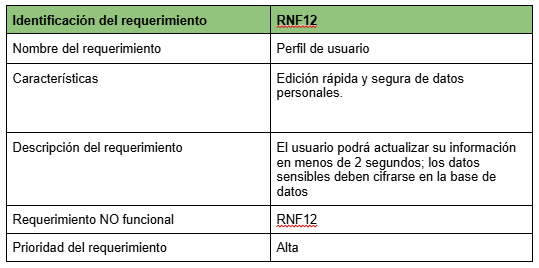 Identificación del requerimiento RNF12
Nombre del requerimiento Perfil de usuario
Características Edición rápida y segura de datos
personales.
Descripción del requerimiento El usuario podrá actualizar su información
en menos de 2 segundos; los datos
sensibles deben cifrarse en la base de
datos
Requerimiento NO funcional RNF12
Prioridad del requerimiento Alta